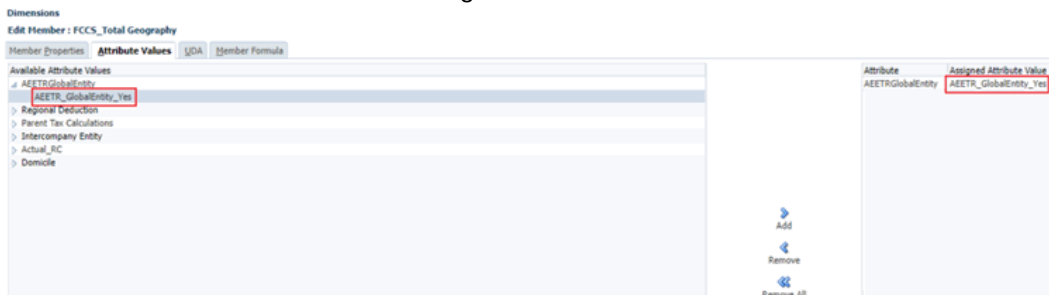 Dimensions
Edit Member : FCCS_Total Geography
Member Properties Attribute Values UDA Member Formula
Available Attribute Values
AEETRGlobalEntity
AEETR_GlobalEntity_Yes
Regional Deduction
Parent Tax Calculations
Intercompany Entity
Actual_RC
Domicile
Add
Remove
Remove All
Attribute Assigned Attribute Value
AEETRGlobalEntity AEETR_GlobalEntity_Yes